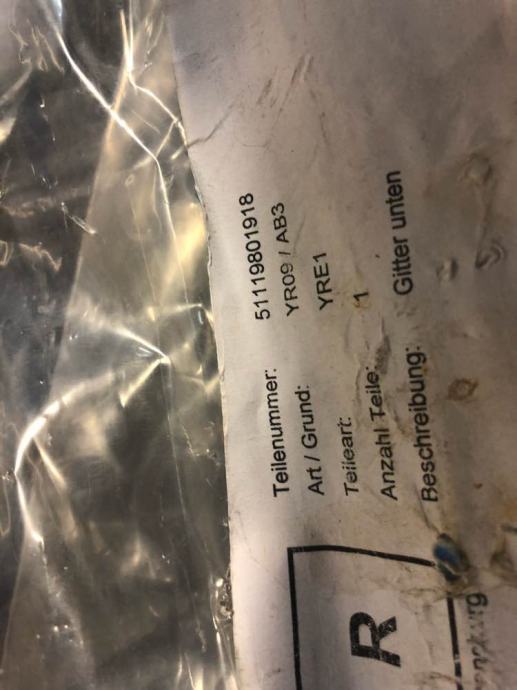 Teilenummer: 51119801918
Art / Grund: YR09 / AB3
Teileart: YRE1
Anzahl Teile: 1
Beschreibung: Gitter unten
R